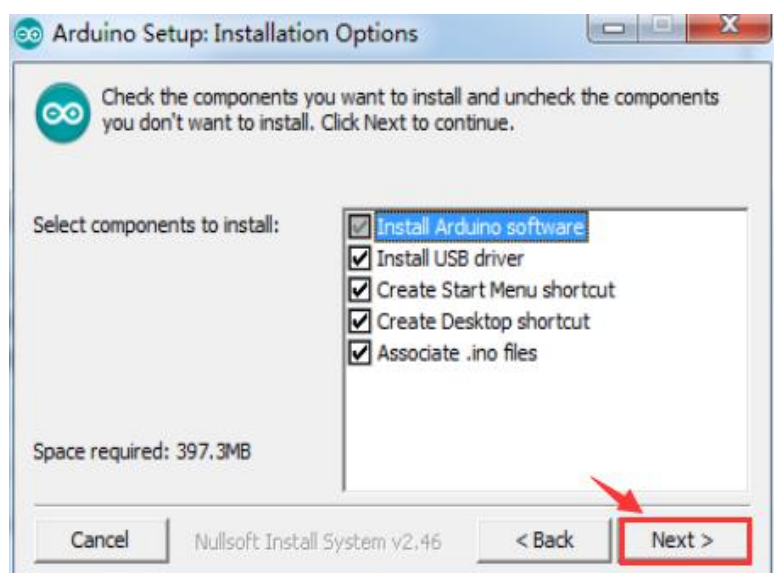 Arduino Setup: Installation Options
Check the components you want to install and uncheck the components
you don't want to install. Click Next to continue.
Select components to install:
Install Arduino software
Install USB driver
Create Start Menu shortcut
Create Desktop shortcut
Associate .ino files
Space required: 397.3MB
Cancel
Nullsoft Install System v2.46
< Back
Next >